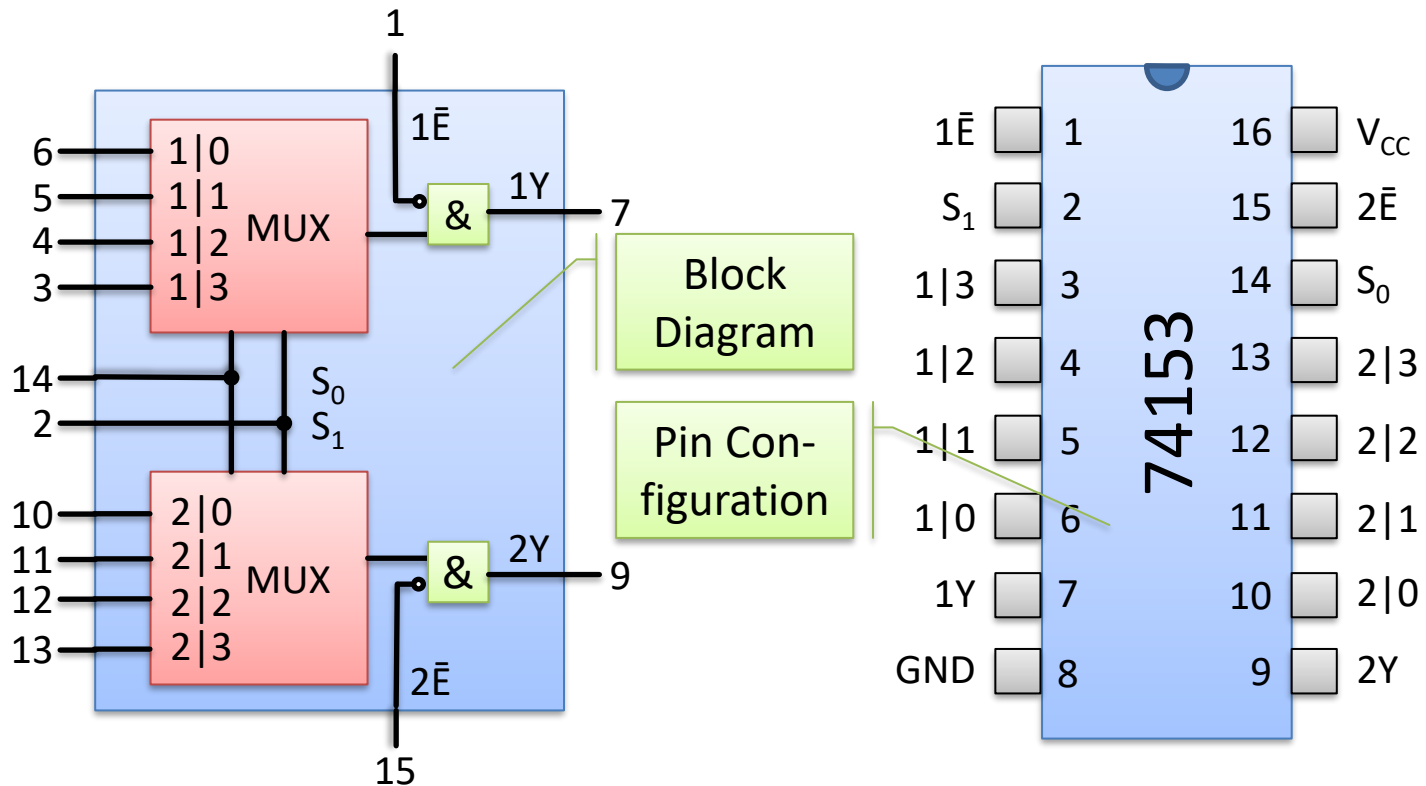 1
1Ē
6
1|0
5
1|1
4
1|2
3
1|3
MUX
&
1Y
7
14
S₀
2
S₁
10
2|0
11
2|1
12
2|2
13
2|3
MUX
&
2Y
9
2Ē
15
Block
Diagram
Pin Con-
figuration
74153
1Ē 1 16 V_CC
S₁ 2 15 2Ē
1|3 3 14 S₀
1|2 4 13 2|3
1|1 5 12 2|2
1|0 6 11 2|1
1Y 7 10 2|0
GND 8 9 2Y